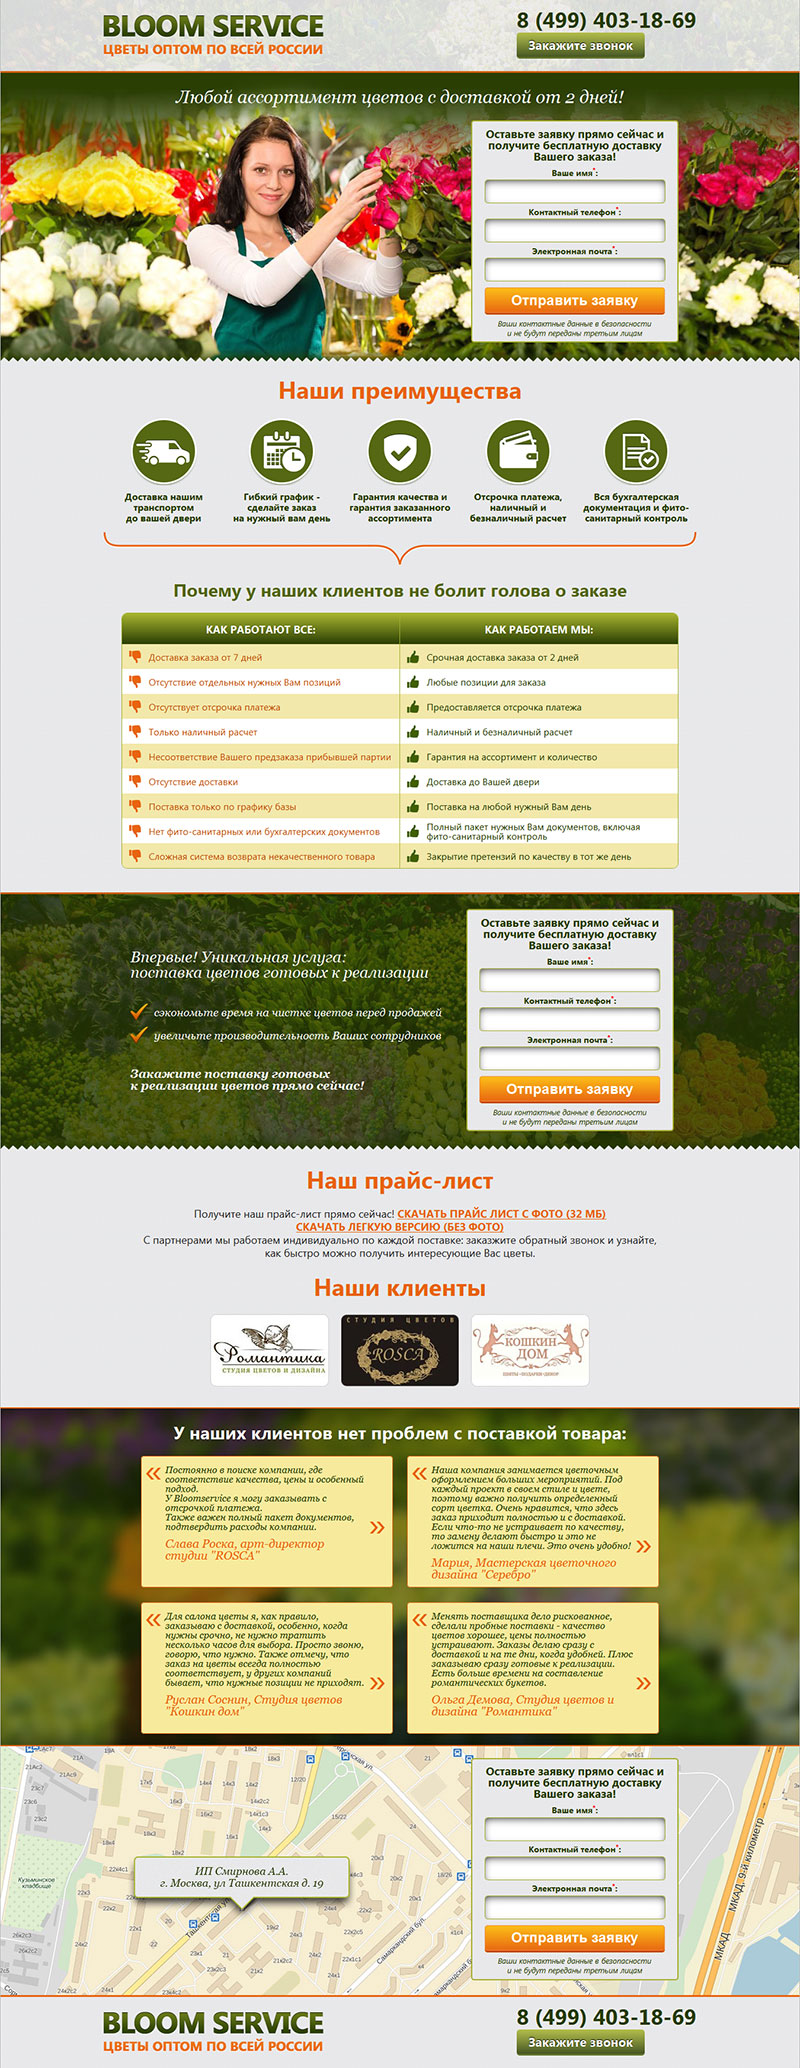 BLOOM SERVICE
ЦВЕТЫ ОПТОМ ПО ВСЕЙ РОССИИ
8 (499) 403-18-69
Закажите звонок
Любой ассортимент цветов с доставкой от 2 дней!
Оставьте заявку прямо сейчас и
получите бесплатную доставку
Вашего заказа!
Ваше имя*:
Контактный телефон*:
Электронная почта*:
Отправить заявку
Ваши контактные данные в безопасности
и не будут переданы третьим лицам
Наши преимущества
Доставка нашим
транспортом
до вашей двери
Гибкий график -
сделайте заказ
на нужный вам день
Гарантия качества и
гарантия заказанного
ассортимента
Отсрочка платежа,
наличный и
безналичный расчет
Вся бухгалтерская
документация и фито-
санитарный контроль
Почему у наших клиентов не болит голова о заказе
КАК РАБОТАЮТ ВСЕ:
КАК РАБОТАЕМ МЫ:
Доставка заказа от 7 дней
Срочная доставка заказа от 2 дней
Отсутствие отдельных нужных Вам позиций
Любые позиции для заказа
Отсутствует отсрочка платежа
Предоставляется отсрочка платежа
Только наличный расчет
Наличный и безналичный расчет
Несоответствие Вашего предзаказа прибывшей партии
Гарантия на ассортимент и количество
Отсутствие доставки
Доставка до Вашей двери
Поставка только по графику базы
Поставка на любой нужный Вам день
Нет фито-санитарных или бухгалтерских документов
Полный пакет нужных Вам документов, включая
фито-санитарный контроль
Сложная система возврата некачественного товара
Закрытие претензий по качеству в тот же день
Впервые! Уникальная услуга:
поставка цветов готовых к реализации
сэкономьте время на чистке цветов перед продажей
увеличьте производительность Ваших сотрудников
Закажите поставку готовых
к реализации цветов прямо сейчас!
Оставьте заявку прямо сейчас и
получите бесплатную доставку
Вашего заказа!
Ваше имя*:
Контактный телефон*:
Электронная почта*:
Отправить заявку
Ваши контактные данные в безопасности
и не будут переданы третьим лицам
Наш прайс-лист
Получите наш прайс-лист прямо сейчас! СКАЧАТЬ ПРАЙС ЛИСТ С ФОТО (32 МБ)
СКАЧАТЬ ЛЕГКУЮ ВЕРСИЮ (БЕЗ ФОТО)
С партнерами мы работаем индивидуально по каждой поставке: закажите обратный звонок и узнайте,
как быстро можно получить интересующие Вас цветы.
Наши клиенты
Романтика
СТУДИЯ ЦВЕТОВ И ДИЗАЙНА
СТУДИЯ ЦВЕТОВ
ROSCA
КОШКИН
ДОМ
У наших клиентов нет проблем с поставкой товара:
Постоянно в поиске компании, где
соответствие качества, цены и особенный
подход.
У Bloomservice я могу заказывать с
отсрочкой платежа.
Также важен полный пакет документов,
подтвердить расходы компании.
Слава Роска, арт-директор
студии "ROSCA"
Наша компания занимается цветочным
оформлением больших мероприятий. Под
каждый проект в своем стиле и цвете,
поэтому важно получить определенный
сорт цветка. Очень нравится, что здесь
заказ приходит полностью и с доставкой.
Если что-то не устраивает по качеству,
то замену делают быстро и это не
ложится на наши плечи. Это очень удобно!
Мария, Мастерская цветочного
дизайна "Серебро"
Для салона цветы я, как правило,
заказываю с доставкой, особенно, когда
нужны срочно, не нужно тратить
несколько часов для выбора. Просто звоню,
говорю, что нужно. Также отмечу, что
заказ на цветы всегда полностью
соответствует, у других компаний
бывает, что нужные позиции не приходят.
Руслан Соснин, Студия цветов
"Кошкин дом"
Менять поставщика дело рискованное,
сделали пробные поставки - качество
цветов хорошее, цены полностью
устраивают. Заказы делаю сразу с
доставкой и на те дни, когда удобней. Плюс
заказываю сразу готовые к реализации.
Есть больше времени на составление
романтических букетов.
Ольга Демова, Студия цветов и
дизайна "Романтика"
Кузьминское
кладбище
ИП Смирнова А.А.
г. Москва, ул Ташкентская д. 19
Самаркандский бул.
МКАД
МКАД, 9-й километр
Оставьте заявку прямо сейчас и
получите бесплатную доставку
Вашего заказа!
Ваше имя*:
Контактный телефон*:
Электронная почта*:
Отправить заявку
Ваши контактные данные в безопасности
и не будут переданы третьим лицам
BLOOM SERVICE
ЦВЕТЫ ОПТОМ ПО ВСЕЙ РОССИИ
8 (499) 403-18-69
Закажите звонок